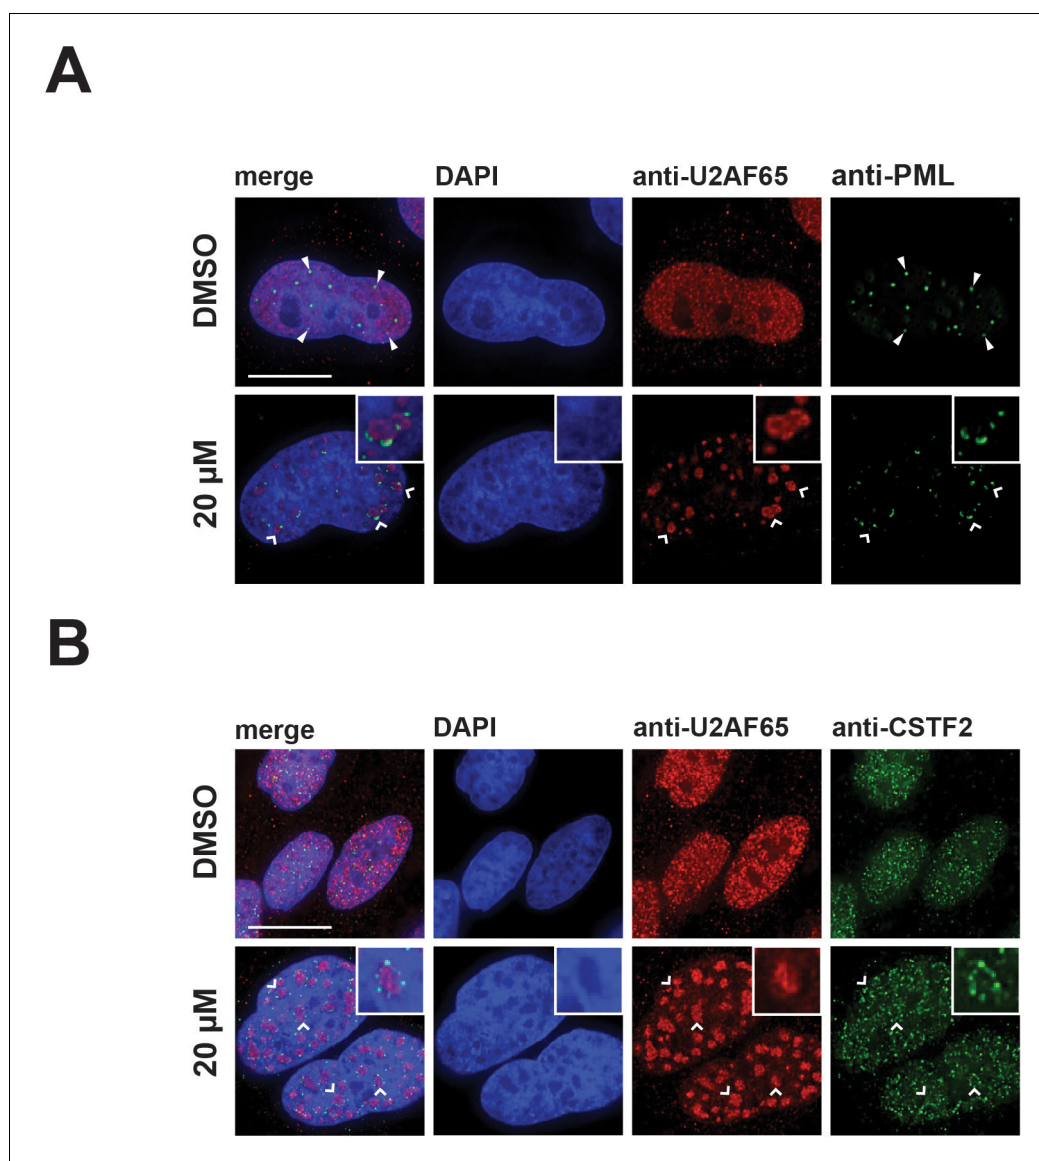 A
merge DAPI anti-U2AF65 anti-PML
DMSO
20 µM
B
merge DAPI anti-U2AF65 anti-CSTF2
DMSO
20 µM